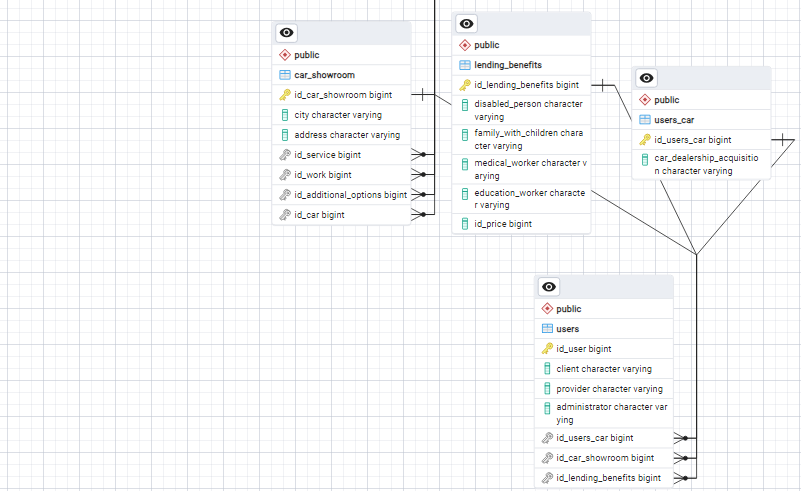 public
car_showroom
id_car_showroom bigint
city character varying
address character varying
id_service bigint
id_work bigint
id_additional_options bigint
id_car bigint
public
lending_benefits
id_lending_benefits bigint
disabled_person character
varying
family_with_children chara
cter varying
medical_worker character v
arying
education_worker characte
r varying
id_price bigint
public
users_car
id_users_car bigint
car_dealership_acquisitio
n character varying
public
users
id_user bigint
client character varying
provider character varying
administrator character var
ying
id_users_car bigint
id_car_showroom bigint
id_lending_benefits bigint